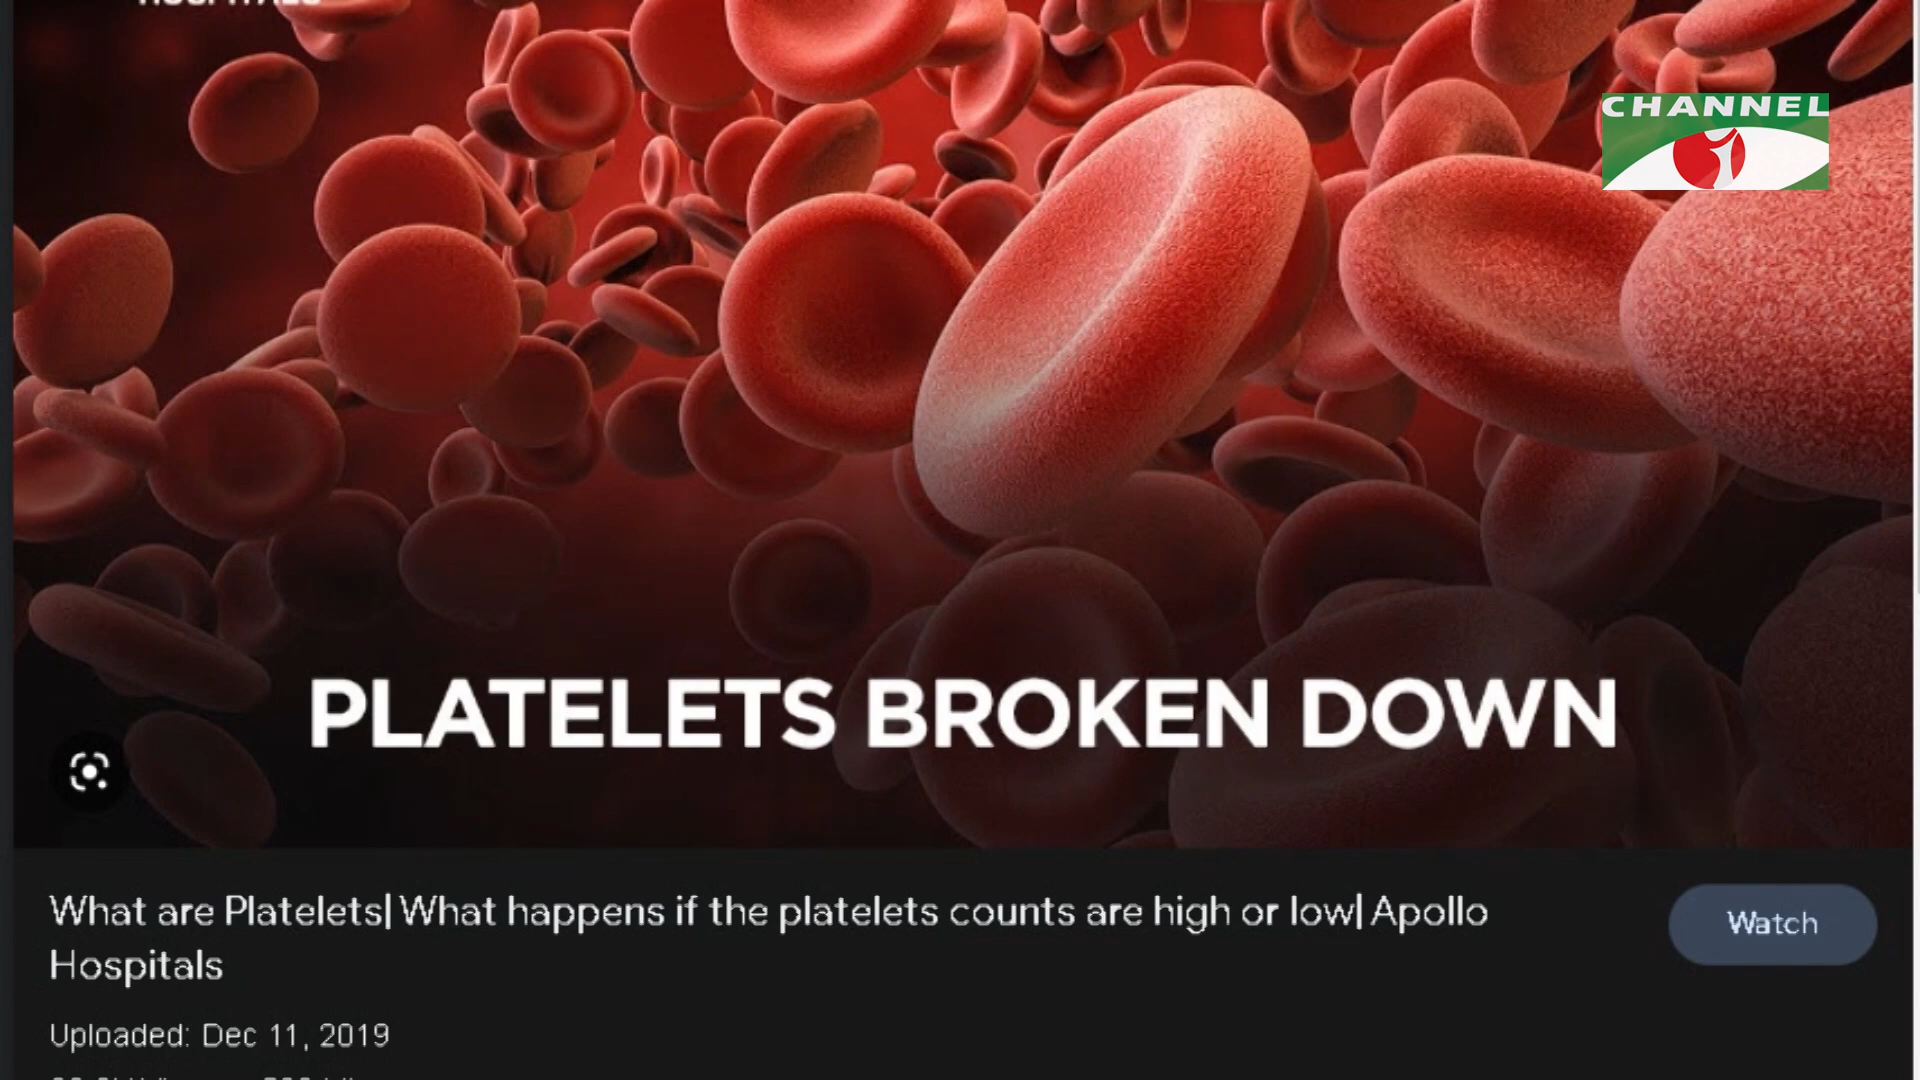 HOSPITALS
CHANNEL
PLATELETS BROKEN DOWN
What are Platelets| What happens if the platelets counts are high or low| Apollo
Hospitals
Watch
Uploaded: Dec 11, 2019